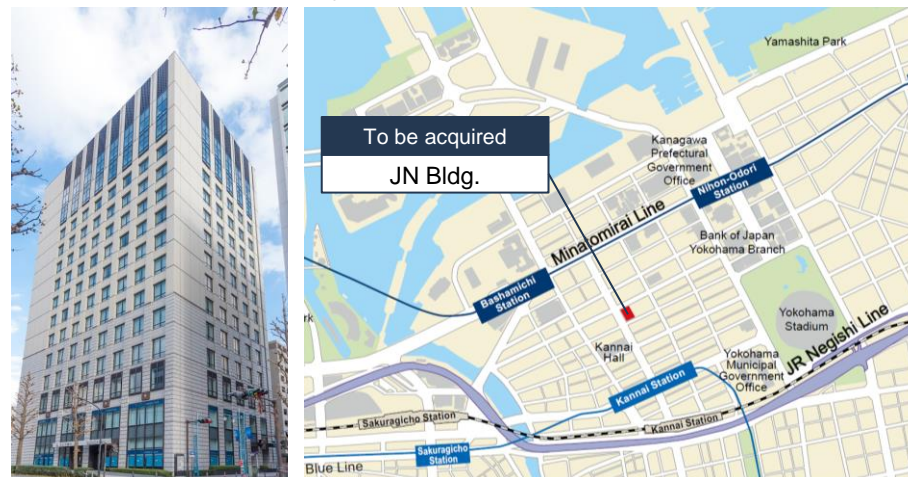 Yamashita Park
To be acquired
JN Bldg.
Kanagawa
Prefectural
Government
Office
Nihon-Odori
Station
Minatomirai Line
Bank of Japan
Yokohama Branch
Bashamichi
Station
Yokohama
Stadium
rk
Kannai
Hall
JR Negishi Line
Yokohama
Municipal
Government
Office
Kannai Station
Sakuragicho Station
Kannai Station
Sakuragicho
Station
Blue Line